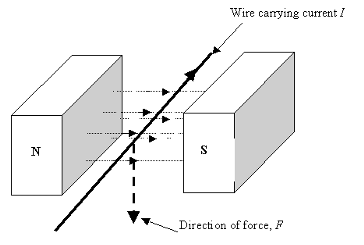 Wire carrying current I
N
S
Direction of force, F